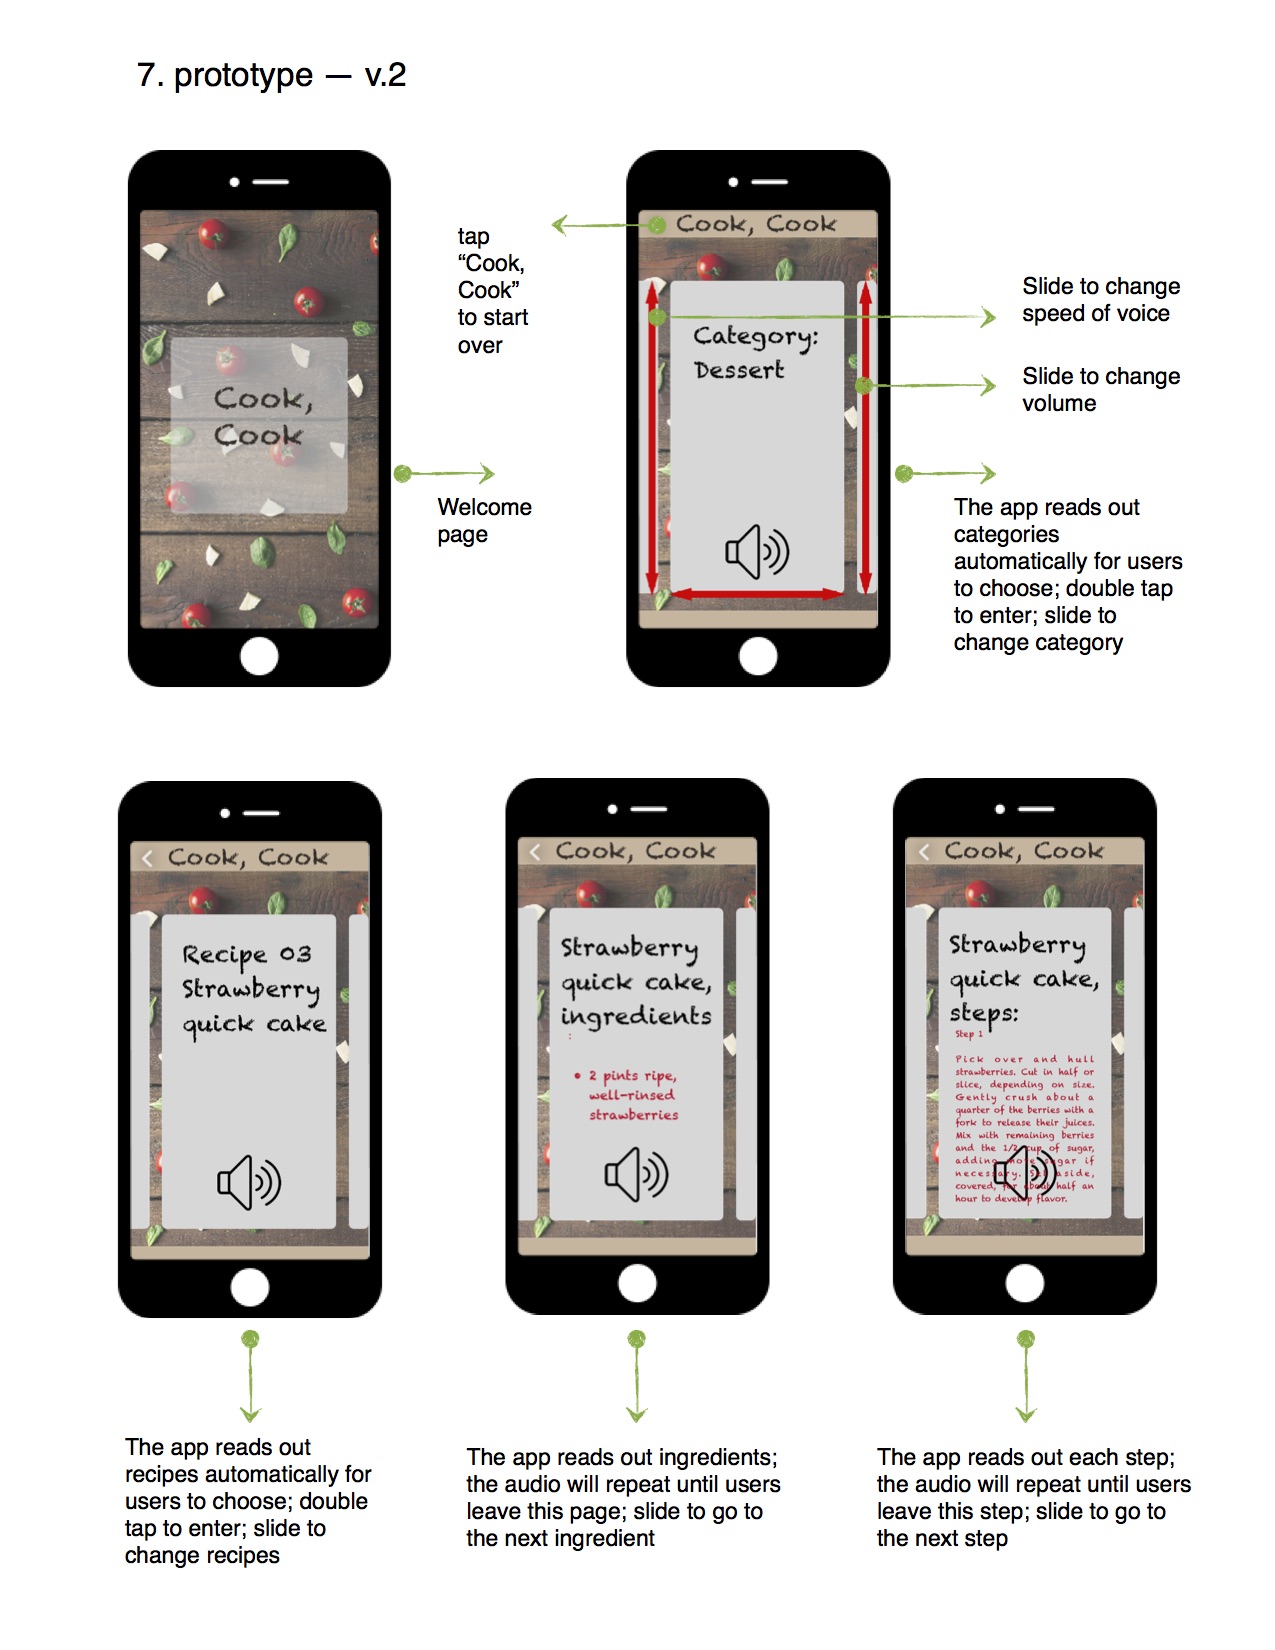 7. prototype — v.2
Cook,
Cook
Welcome
page
tap
“Cook,
Cook”
to start
over
Cook, Cook
Category:
Dessert
Slide to change
speed of voice
Slide to change
volume
The app reads out
categories
automatically for users
to choose; double tap
to enter; slide to
change category
Cook, Cook
Recipe 03
Strawberry
quick cake
The app reads out
recipes automatically for
users to choose; double
tap to enter; slide to
change recipes
Cook, Cook
Strawberry
quick cake,
ingredients
:
• 2 pints ripe,
well-rinsed
strawberries
The app reads out ingredients;
the audio will repeat until users
leave this page; slide to go to
the next ingredient
Cook, Cook
Strawberry
quick cake,
steps:
Step 1
Pick over and hull
strawberries. Cut in half or
slice, depending on size.
Gently crush about a
quarter of the berries with a
fork to release their juices.
Mix with remaining berries
and the 1/2 cup of sugar,
adding more sugar if
necessary. Set aside,
covered, for about half an
hour to develop flavor.
The app reads out each step;
the audio will repeat until users
leave this step; slide to go to
the next step